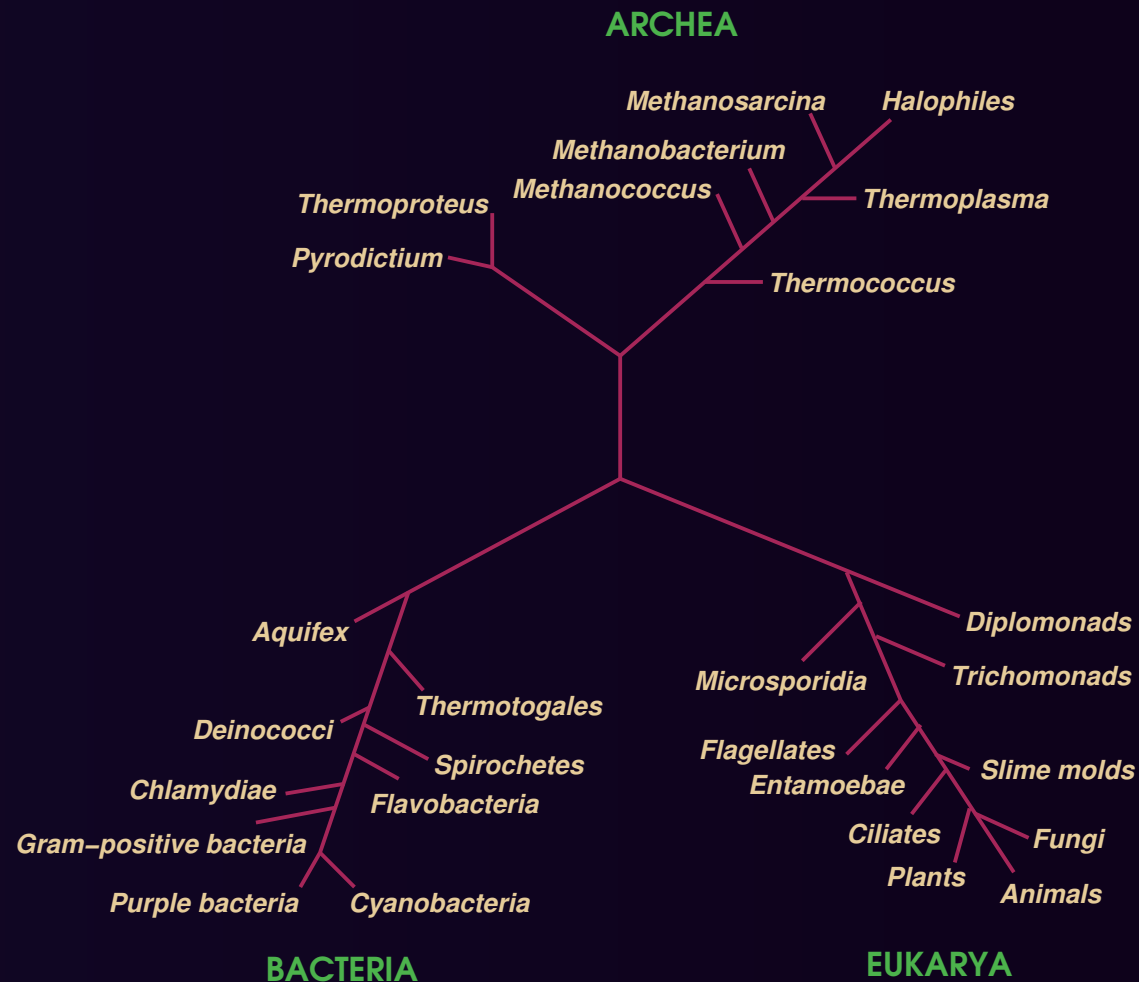 ARCHEA
Methanosarcina
Halophiles
Methanobacterium
Methanococcus
Thermoplasma
Thermoproteus
Pyrodictium
Thermococcus
Aquifex
Diplomonads
Microsporidia
Trichomonads
Thermotogales
Deinococci
Flagellates
Spirochetes
Slime molds
Entamoebae
Chlamydiae
Flavobacteria
Ciliates
Fungi
Gram−positive bacteria
Plants
Animals
Purple bacteria
Cyanobacteria
BACTERIA
EUKARYA